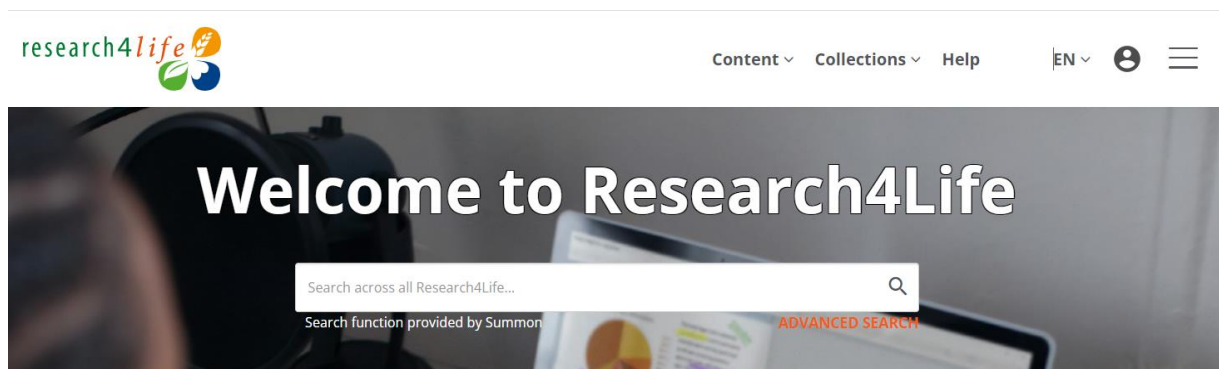 research4life
Content Collections Help EN
Welcome to Research4Life
Search across all Research4Life...
Search function provided by Summon
ADVANCED SEARCH